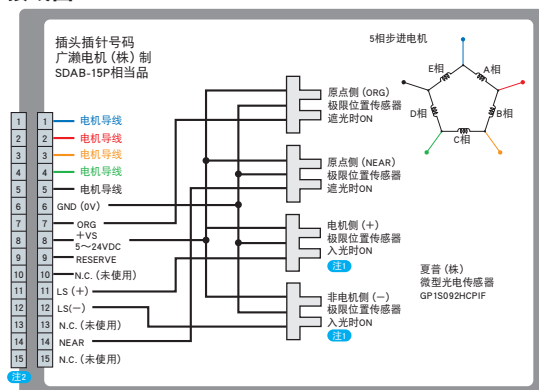 插头插针号码
广濑电机 (株) 制
SDAB-15P相当品
1 1 电机导线
2 2 电机导线
3 3 电机导线
4 4 电机导线
5 5 电机导线
6 6 GND (0V)
7 7 ORG
8 8 +VS
5～24VDC
9 9 RESERVE
10 10 N.C. (未使用)
11 11 LS (+)
12 12 LS(−)
13 13 N.C. (未使用)
14 14 NEAR
15 15 N.C. (未使用)
注2
原点侧 (ORG)
极限位置传感器
遮光时ON
原点侧 (NEAR)
极限位置传感器
遮光时ON
电机侧 (+)
极限位置传感器
入光时ON
注1
非电机侧 (−)
极限位置传感器
入光时ON
注1
5相步进电机
E相
A相
D相
B相
C相
夏普 (株)
微型光电传感器
GP1S092HCPIF